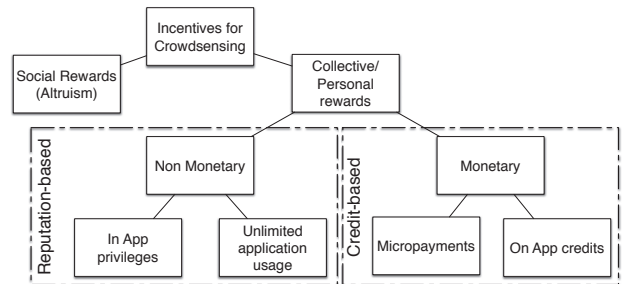 Incentives for
Crowdsensing
Social Rewards
(Altruism)
Collective/
Personal
rewards
Reputation-based
Non Monetary
In App
privileges
Unlimited
application
usage
Credit-based
Monetary
Micropayments
On App credits